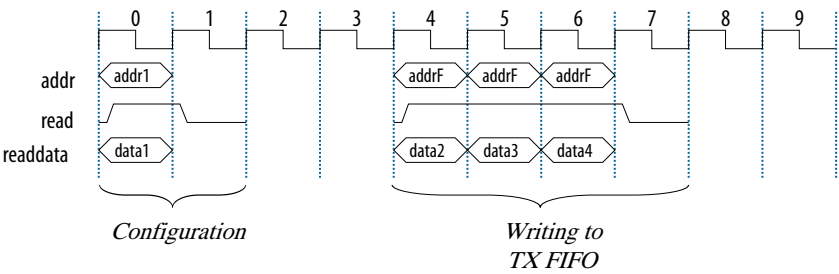 0 1 2 3 4 5 6 7 8 9
addr addr1 addrF addrF addrF
read
readdata data1 data2 data3 data4
Configuration Writing to
TX FIFO